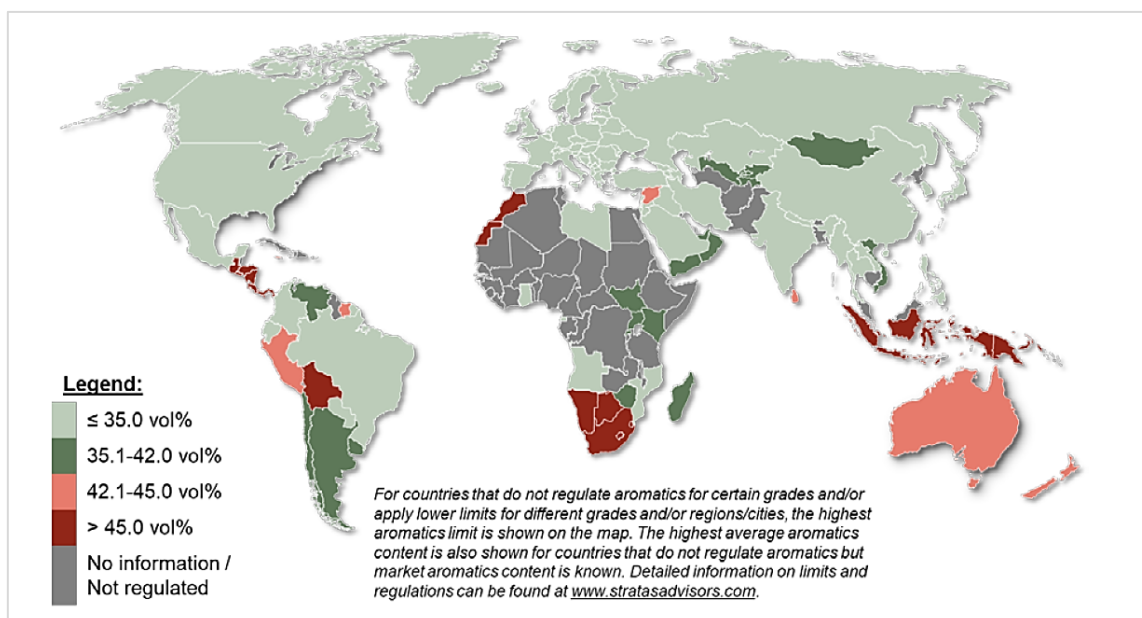 Legend:
≤ 35.0 vol%
35.1-42.0 vol%
42.1-45.0 vol%
> 45.0 vol%
No information /
Not regulated
For countries that do not regulate aromatics for certain grades and/or
apply lower limits for different grades and/or regions/cities, the highest
aromatics limit is shown on the map. The highest average aromatics
content is also shown for countries that do not regulate aromatics but
market aromatics content is known. Detailed information on limits and
regulations can be found at www.stratasadvisors.com.